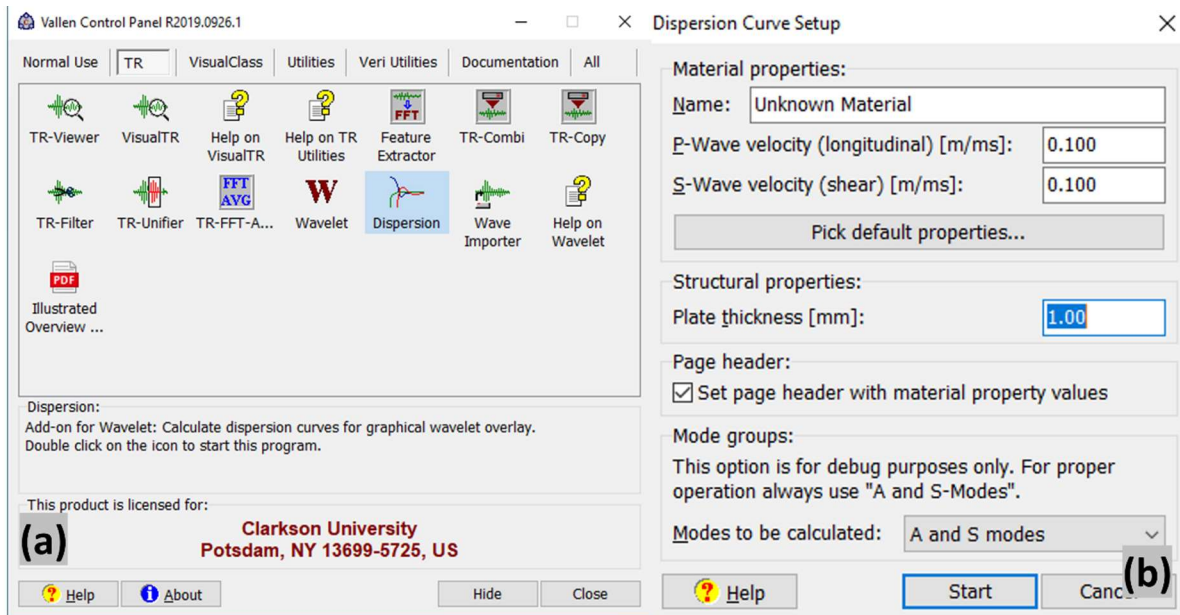 Vallen Control Panel R2019.0926.1
Normal Use TR VisualClass Utilities Veri Utilities Documentation All
TR-Viewer VisualTR Help on VisualTR Help on TR Utilities FFT Feature Extractor TR-Combi TR-Copy
TR-Filter TR-Unifier FFT AVG TR-FFT-A... W Wavelet Dispersion Wave Importer Help on Wavelet
PDF Illustrated Overview ...
Dispersion:
Add-on for Wavelet: Calculate dispersion curves for graphical wavelet overlay.
Double click on the icon to start this program.
This product is licensed for:
Clarkson University
Potsdam, NY 13699-5725, US
(a)
Help About Hide Close
Dispersion Curve Setup
Material properties:
Name: Unknown Material
P-Wave velocity (longitudinal) [m/ms]: 0.100
S-Wave velocity (shear) [m/ms]: 0.100
Pick default properties...
Structural properties:
Plate thickness [mm]: 1.00
Page header:
Set page header with material property values
Mode groups:
This option is for debug purposes only. For proper
operation always use "A and S-Modes".
Modes to be calculated: A and S modes
(b)
Help Start